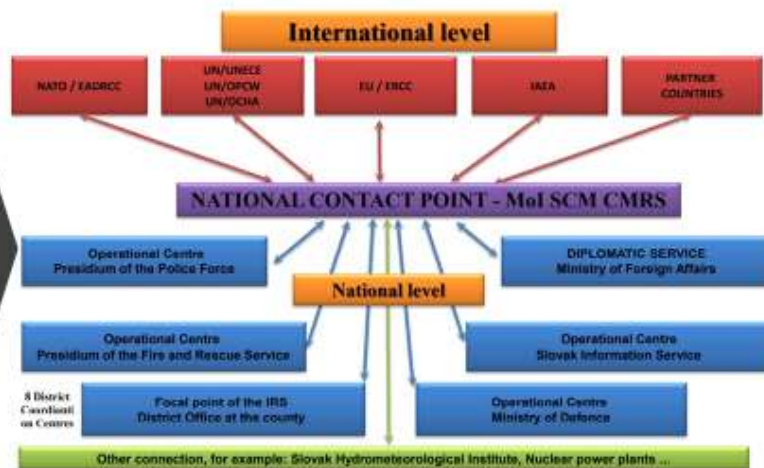 International level
NATO / EADRCC
UN/UNECE
UN/OPCW
UN/OCHA
EU / ERCC
IAEA
PARTNER
COUNTRIES
NATIONAL CONTACT POINT - MoI SCM CMRS
Operational Centre
Presidium of the Police Force
DIPLOMATIC SERVICE
Ministry of Foreign Affairs
National level
Operational Centre
Presidium of the Fire and Rescue Service
Operational Centre
Slovak Information Service
8 District
Coordinati
on Centres
Focal point of the IRS
District Office at the county
Operational Centre
Ministry of Defence
Other connection, for example: Slovak Hydrometeorological Institute, Nuclear power plants ...